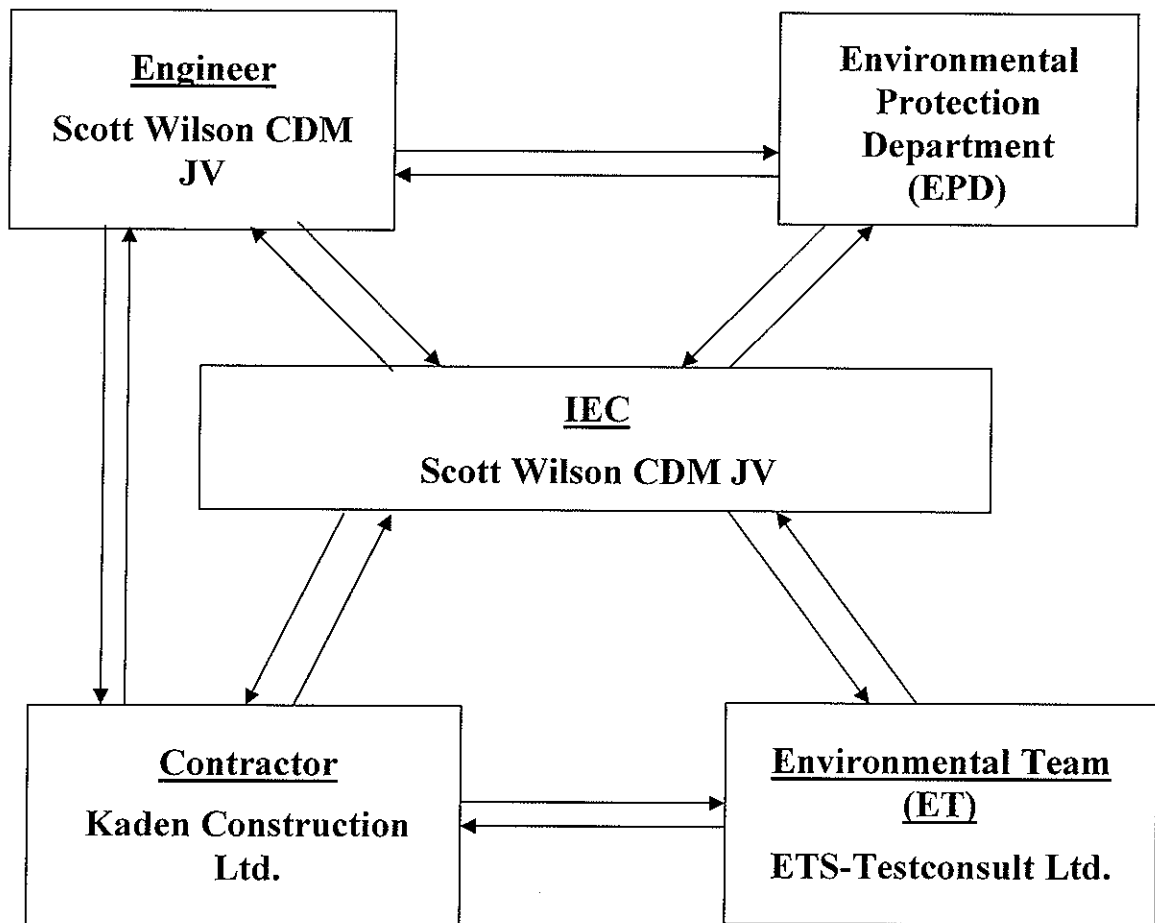 Engineer
Scott Wilson CDM
JV
Environmental
Protection
Department
(EPD)
IEC
Scott Wilson CDM JV
Contractor
Kaden Construction
Ltd.
Environmental Team
(ET)
ETS-Testconsult Ltd.